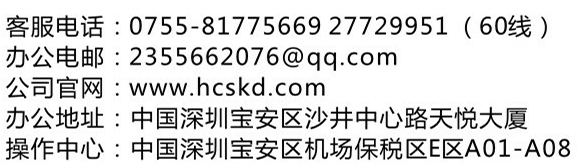 客服电话：0755-81775669 27729951（60线）
办公电邮：2355662076@qq.com
公司官网：www.hcskd.com
办公地址：中国深圳宝安区沙井中心路天悦大厦
操作中心：中国深圳宝安区机场保税区E区A01-A08